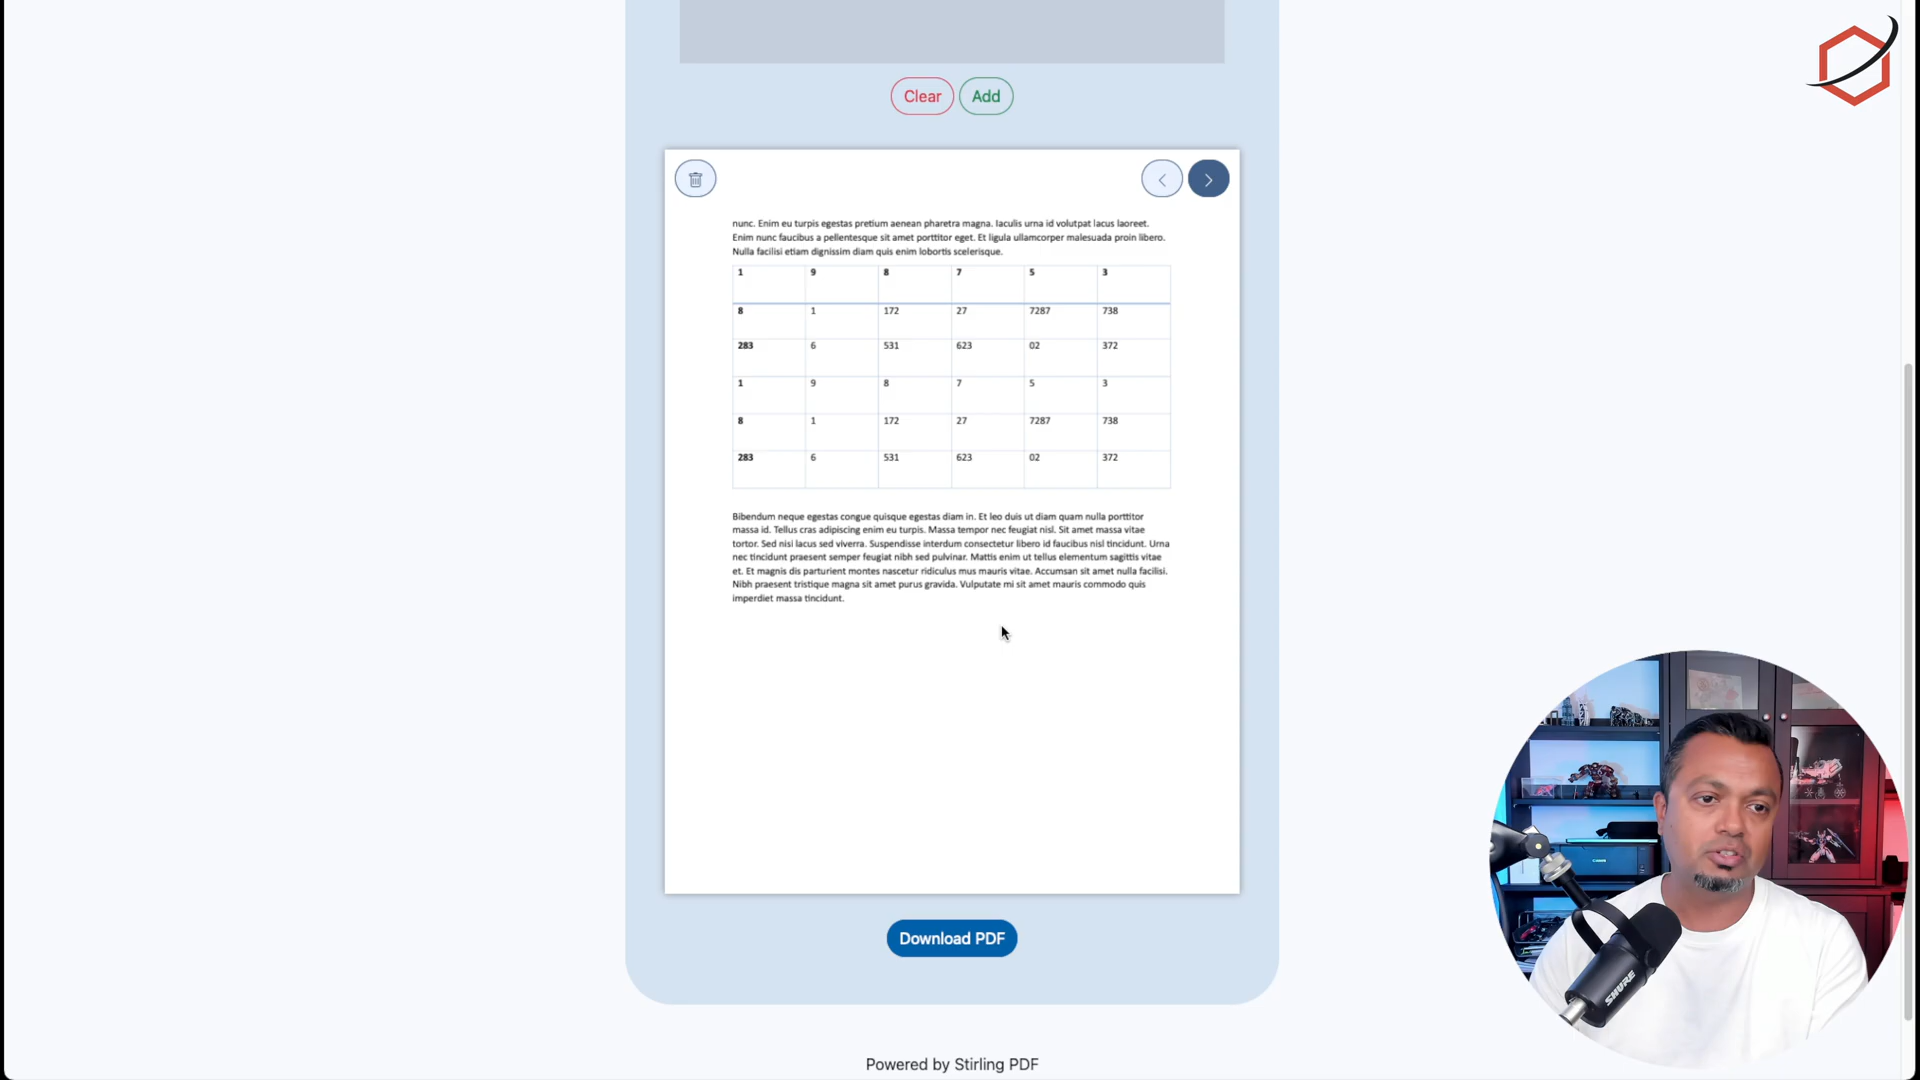 Clear Add
nunc. Enim eu turpis egestas pretium aenean pharetra magna. Iaculis urna id volutpat lacus laoreet.
Enim nunc faucibus a pellentesque sit amet porttitor eget. Et ligula ullamcorper malesuada proin libero.
Nulla facilisi etiam dignissim diam quis enim lobortis scelerisque.
1 9 8 7 5 3
8 1 172 27 7287 738
283 6 531 623 02 372
1 9 8 7 5 3
8 1 172 27 7287 738
283 6 531 623 02 372
Bibendum neque egestas congue quisque egestas diam in. Et leo duis ut diam quam nulla porttitor
massa id. Tellus cras adipiscing enim eu turpis. Massa tempor nec feugiat nisl. Sit amet massa vitae
tortor. Sed nisi lacus sed viverra. Suspendisse interdum consectetur libero id faucibus nisl tincidunt. Urna
nec tincidunt praesent semper feugiat nibh sed pulvinar. Mattis enim ut tellus elementum sagittis vitae
et. Et magnis dis parturient montes nascetur ridiculus mus mauris vitae. Accumsan sit amet nulla facilisi.
Nibh praesent tristique magna sit amet purus gravida. Vulputate mi sit amet mauris commodo quis
imperdiet massa tincidunt.
Download PDF
Powered by Stirling PDF
SHURE